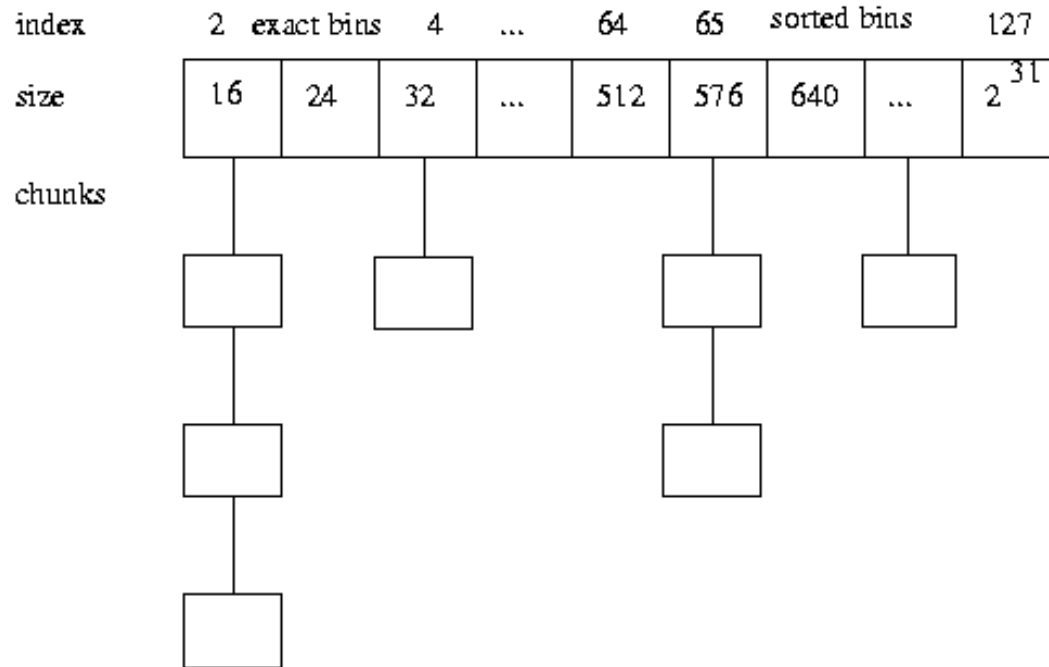 index 2 exact bins 4 ... 64 65 sorted bins 127
size 16 24 32 ... 512 576 640 ... 2 31
chunks